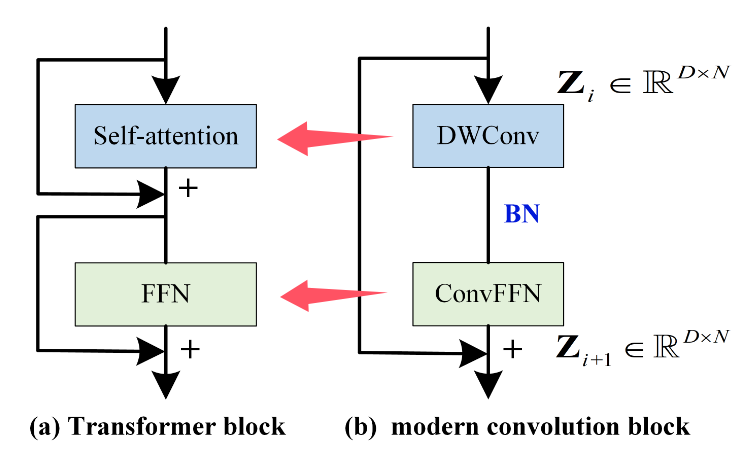 Z_i ∈ ℝ^{D×N}
Self-attention
DWConv
+
BN
FFN
ConvFFN
+
+
Z_{i+1} ∈ ℝ^{D×N}
(a) Transformer block
(b) modern convolution block